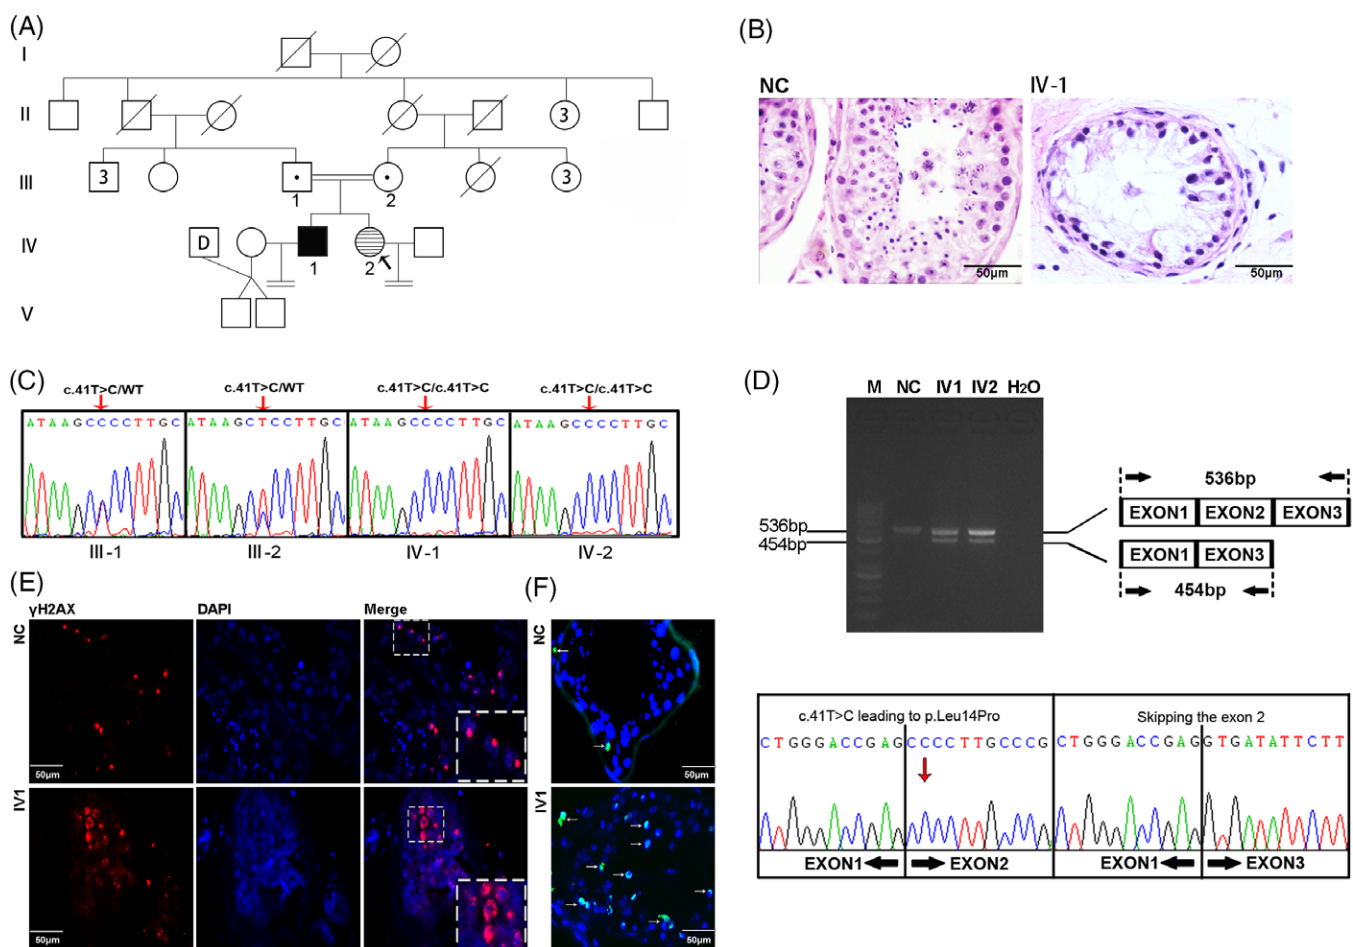 (A)
I
II
3
III
3
1
2
3
IV
D
1
2
V
(B)
NC
IV-1
50μm
50μm
(C)
c.41T>C/WT
c.41T>C/WT
c.41T>C/c.41T>C
c.41T>C/c.41T>C
ATAAGCCCCTTGC
ATAAGCTCCTTGC
ATAAGCCCCTTGC
ATAAGCCCCTTGC
III-1
III-2
IV-1
IV-2
(D)
M NC IV1 IV2 H2O
536bp
454bp
536bp
EXON1 EXON2 EXON3
EXON1 EXON3
454bp
c.41T>C leading to p.Leu14Pro
Skipping the exon 2
CTGGGACCGAGCCCCTTGCCCG
CTGGGACCGAGGTGATATTCTT
EXON1
EXON2
EXON1
EXON3
(E)
γH2AX
DAPI
Merge
NC
50μm
IV1
50μm
(F)
NC
50μm
IV1
50μm